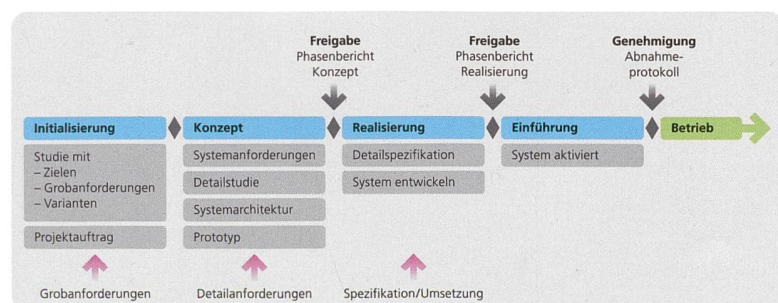 Freigabe
Phasenbericht
Konzept
Freigabe
Phasenbericht
Realisierung
Genehmigung
Abnahme-
protokoll
Initialisierung
Konzept
Realisierung
Einführung
Betrieb
Studie mit
– Zielen
– Grobanforderungen
– Varianten
Projektauftrag
Systemanforderungen
Detailstudie
Systemarchitektur
Prototyp
Detailspezifikation
System entwickeln
System aktiviert
Grobanforderungen
Detailanforderungen
Spezifikation/Umsetzung